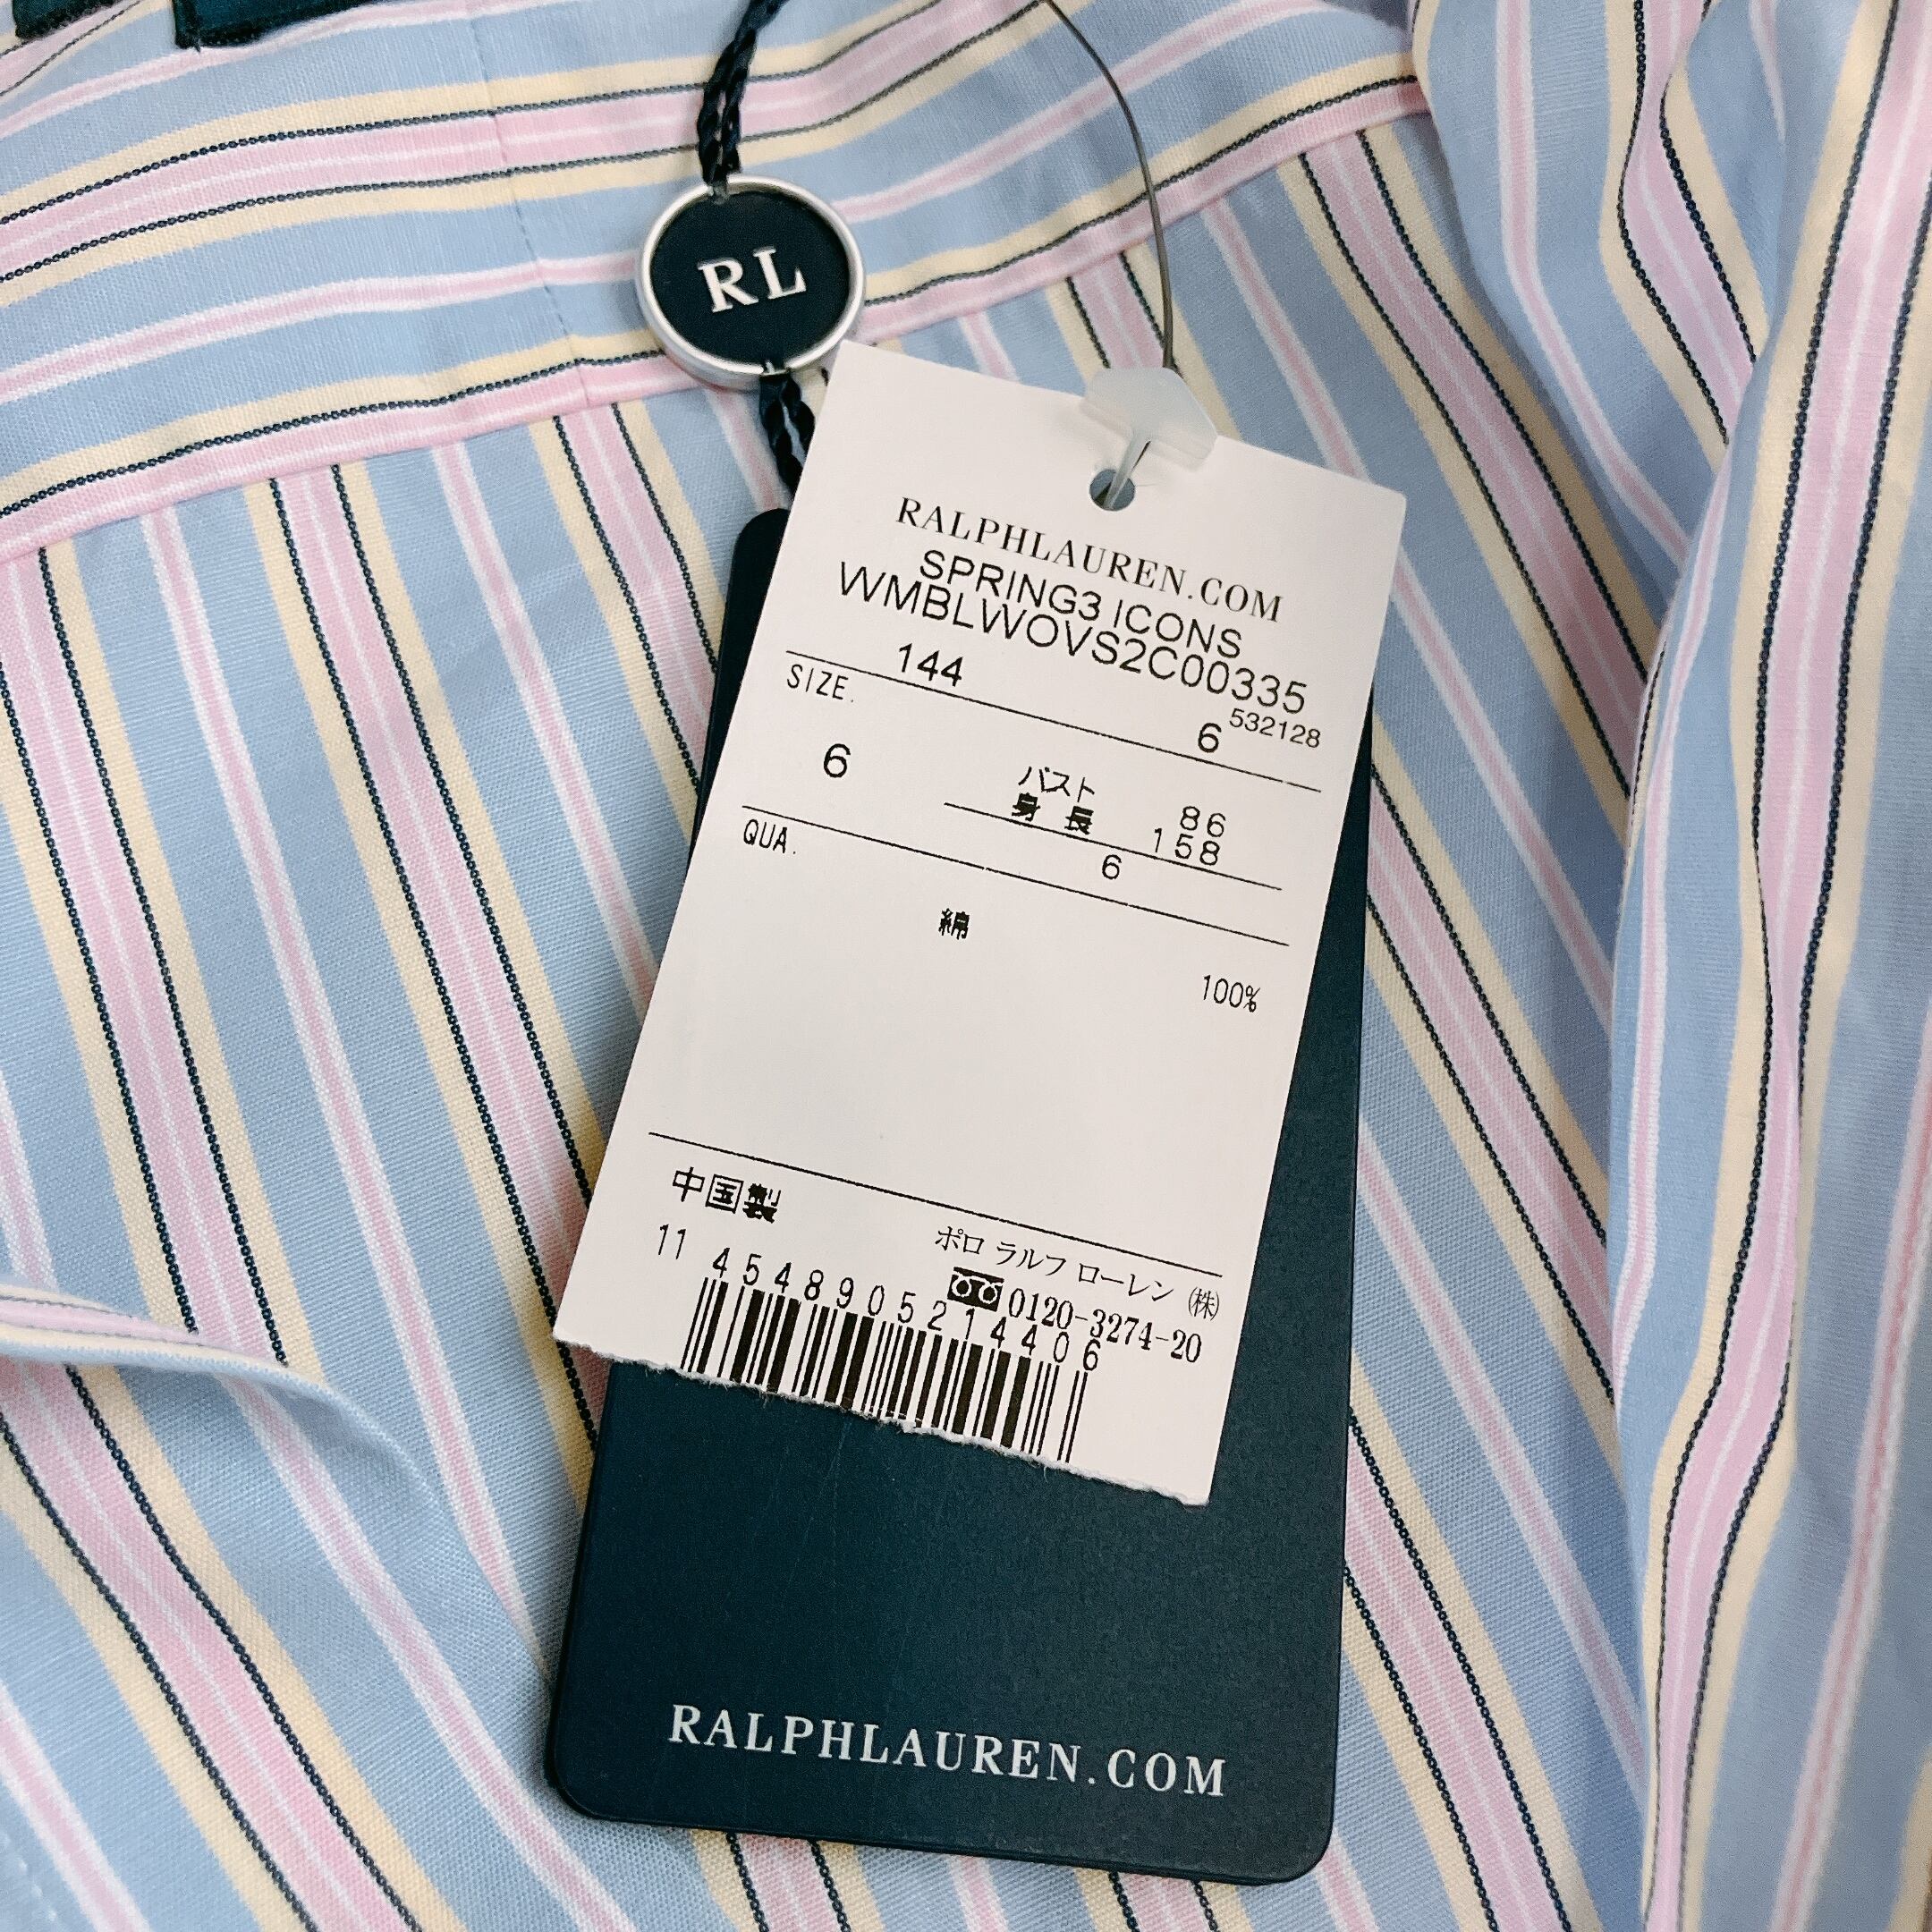 RL
RALPHLAUREN.COM
SPRING3 ICONS
WMBLWOVS2C00335
144 6 532128
SIZE.
6 バスト 86
身長 158
6
QUA.
綿
100%
中国製
11 ポロ ラルフ ローレン ㈱
0120-3274-20
4548905214406
RALPHLAUREN.COM